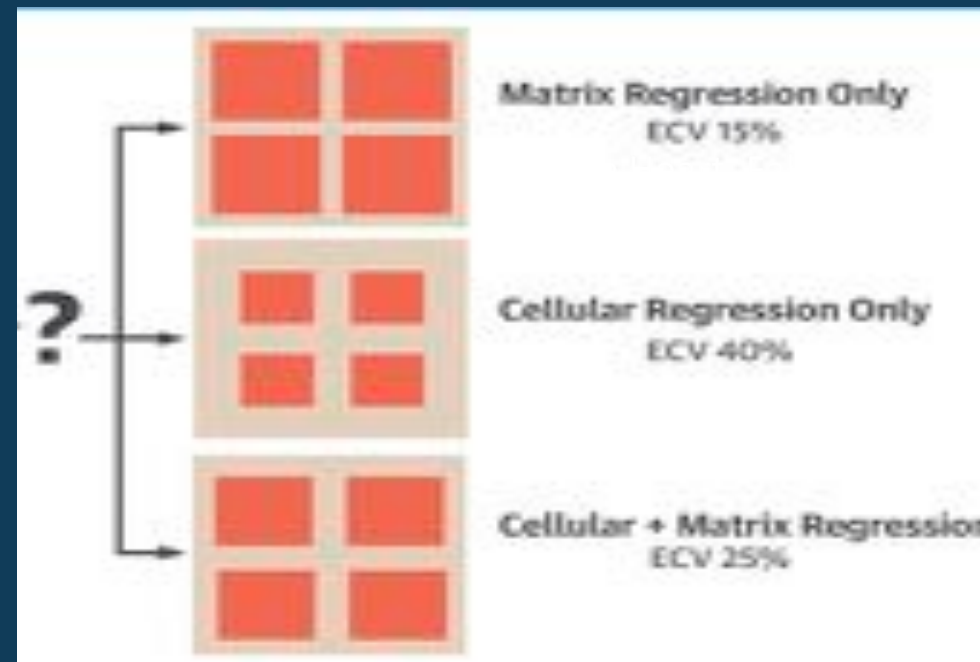 Matrix Regression Only
ECV 15%
?
Cellular Regression Only
ECV 40%
Cellular + Matrix Regression
ECV 25%